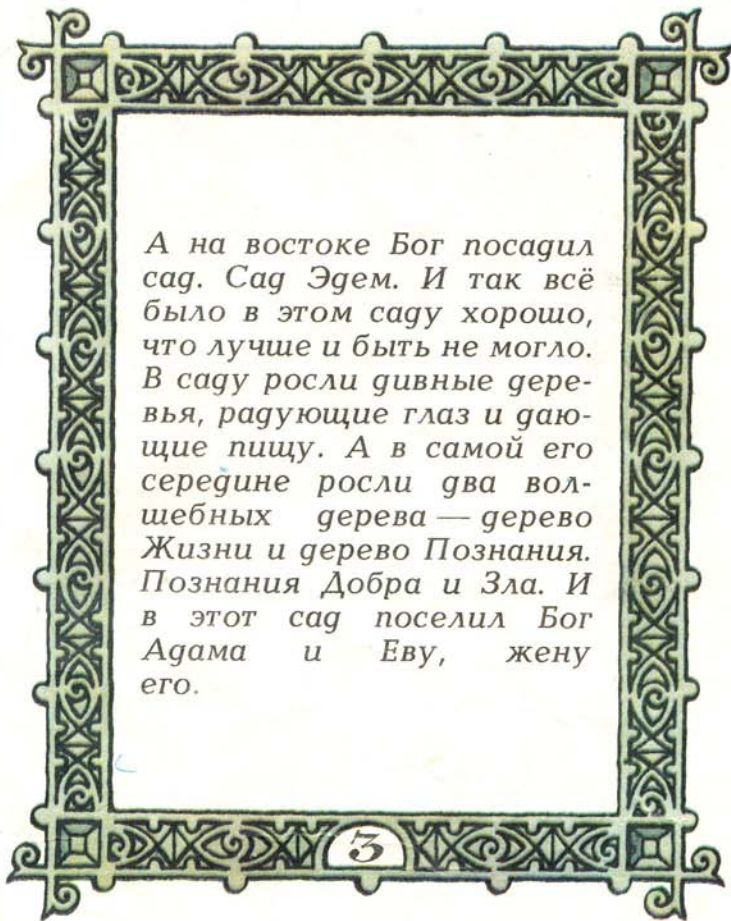 А на востоке Бог посадил
сад. Сад Эдем. И так всё
было в этом саду хорошо,
что лучше и быть не могло.
В саду росли дивные дере-
вья, радующие глаз и даю-
щие пищу. А в самой его
середине росли два вол-
шебных дерева — дерево
Жизни и дерево Познания.
Познания Добра и Зла. И
в этот сад поселил Бог
Адама и Еву, жену
его.
3